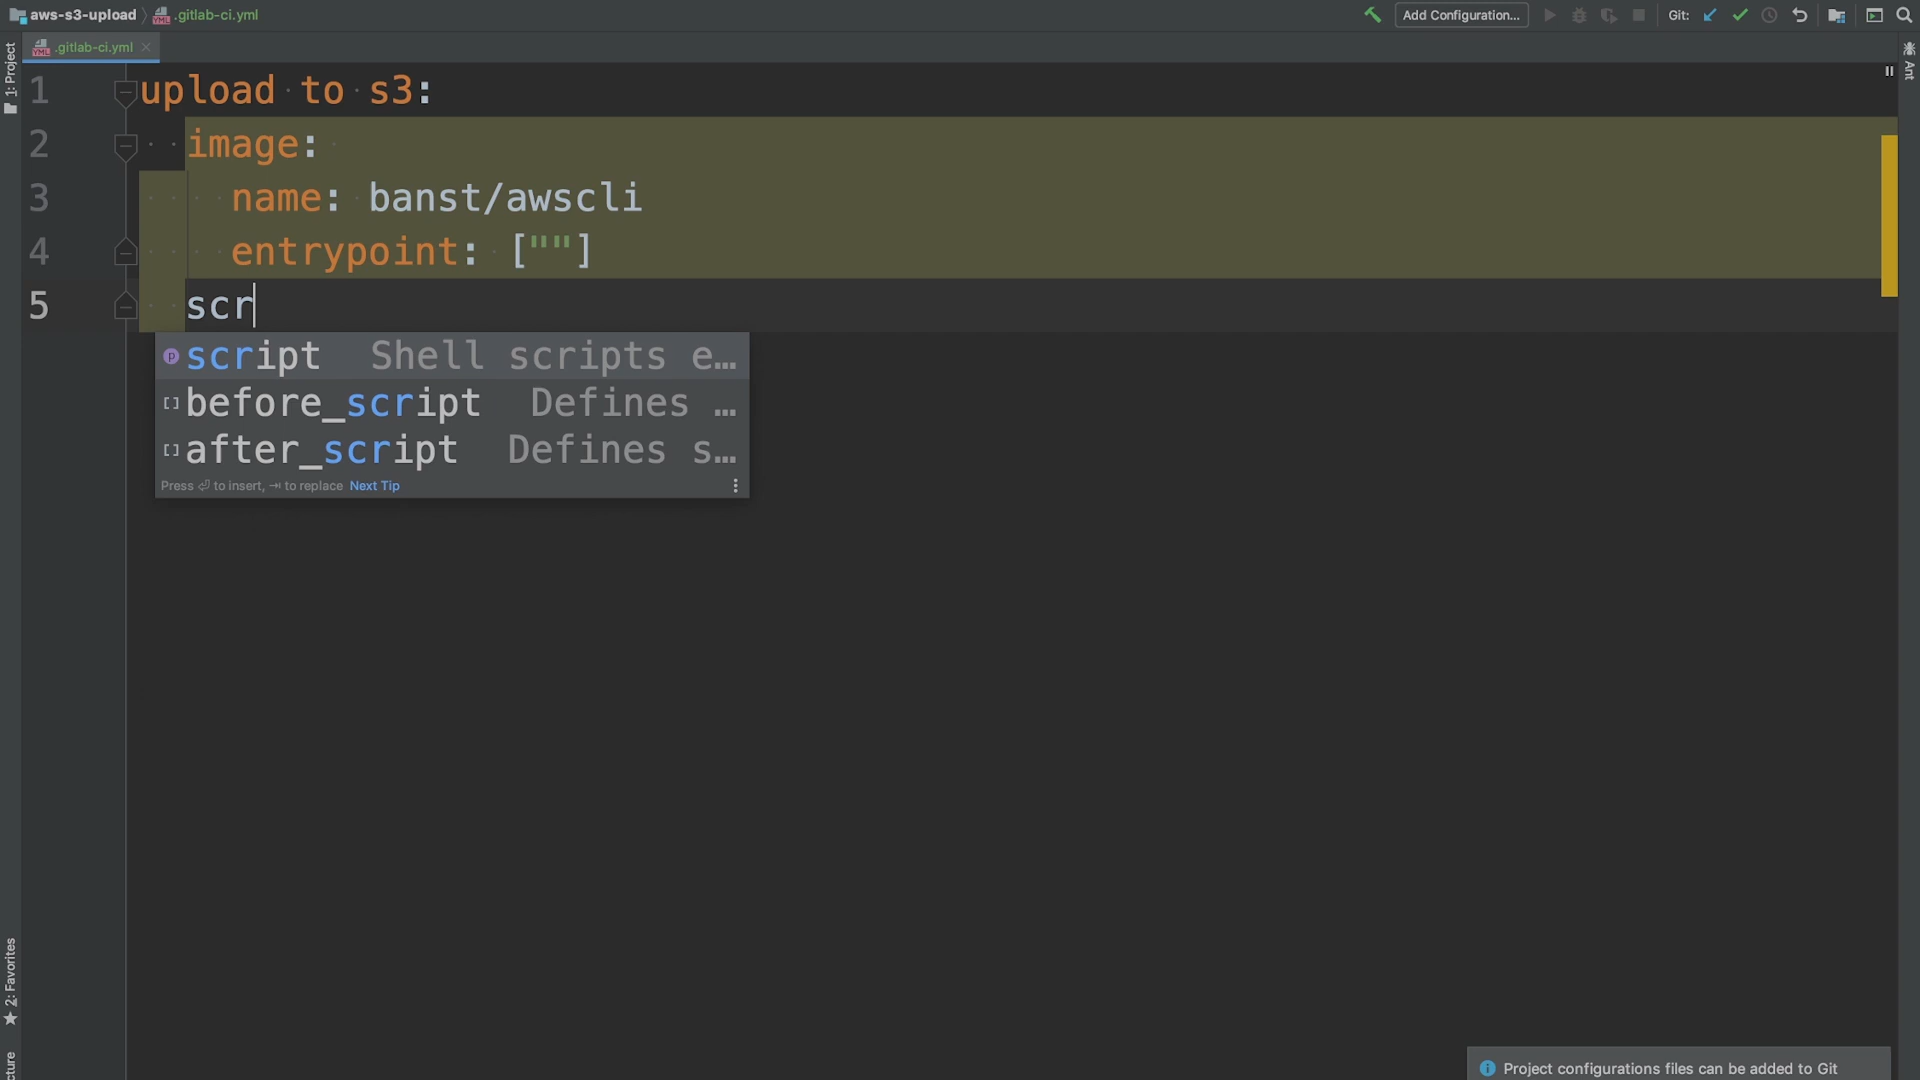 aws-s3-upload .gitlab-ci.yml Add Configuration... Git:
.gitlab-ci.yml
1: Project
Ant
1 upload to s3:
2 image:
3 name: banst/awscli
4 entrypoint: [""]
5 scr
script Shell scripts e…
before_script Defines …
after_script Defines s…
Press ⏎ to insert, ⇥ to replace Next Tip
2: Favorites
cture
Project configurations files can be added to Git